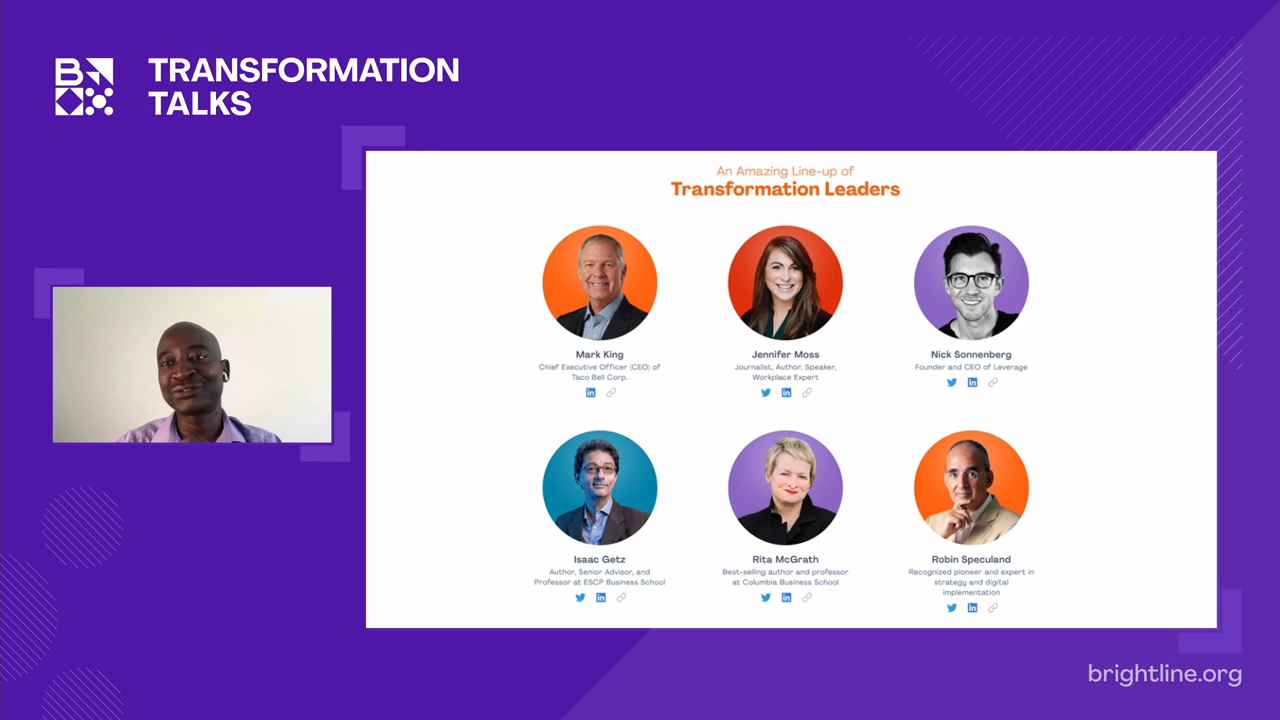 TRANSFORMATION
TALKS
An Amazing Line-up of
Transformation Leaders
Mark King
Chief Executive Officer (CEO) of
Taco Bell Corp.
Jennifer Moss
Journalist, Author, Speaker,
Workplace Expert
Nick Sonnenberg
Founder and CEO of Leverage
Isaac Getz
Author, Senior Advisor, and
Professor at ESCP Business School
Rita McGrath
Best-selling author and professor
at Columbia Business School
Robin Speculand
Recognized pioneer and expert in
strategy and digital
implementation
brightline.org